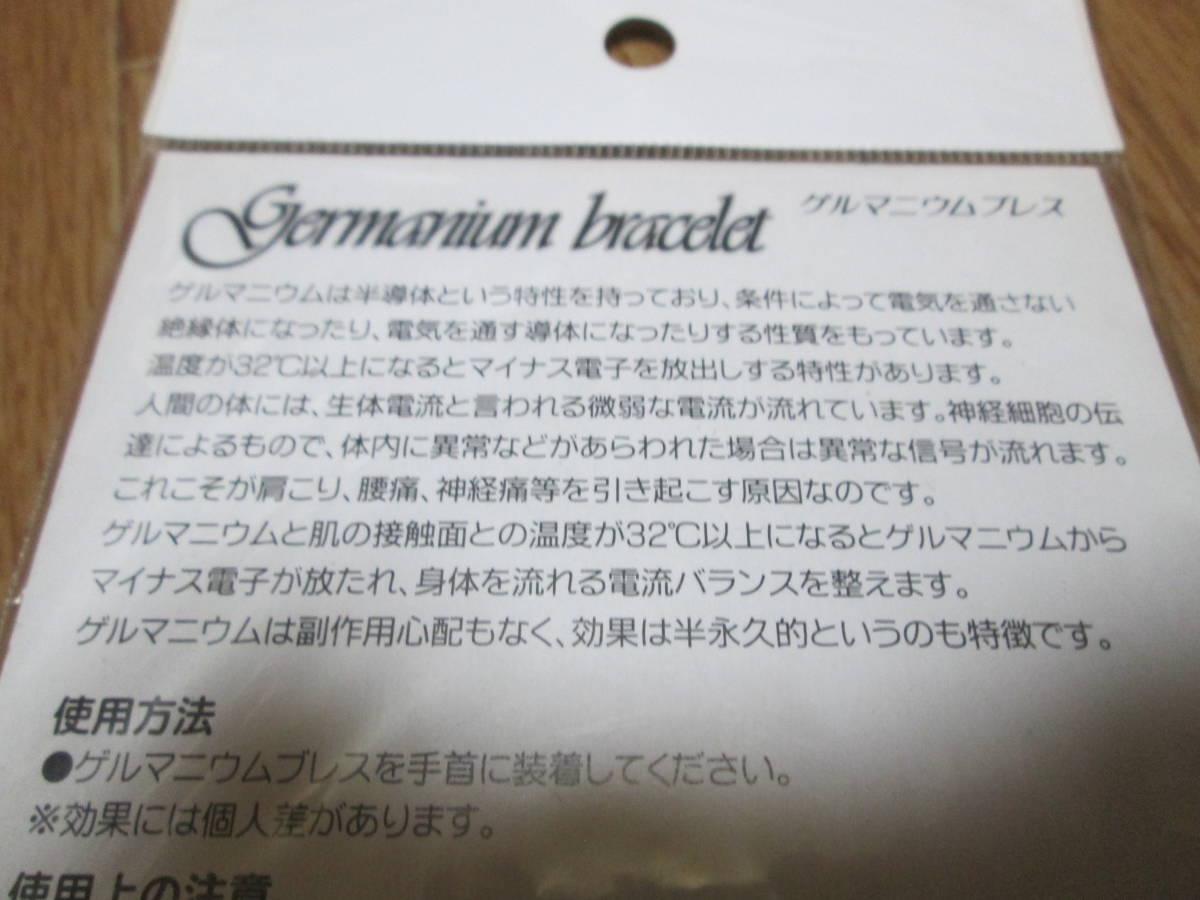 Germanium bracelet ゲルマニウムブレス
ゲルマニウムは半導体という特性を持っており、条件によって電気を通さない
絶縁体になったり、電気を通す導体になったりする性質をもっています。
温度が32℃以上になるとマイナス電子を放出しする特性があります。
人間の体には、生体電流と言われる微弱な電流が流れています。神経細胞の伝
達によるもので、体内に異常などがあらわれた場合は異常な信号が流れます。
これこそが肩こり、腰痛、神経痛等を引き起こす原因なのです。
ゲルマニウムと肌の接触面との温度が32℃以上になるとゲルマニウムから
マイナス電子が放たれ、身体を流れる電流バランスを整えます。
ゲルマニウムは副作用心配もなく、効果は半永久的というのも特徴です。
使用方法
●ゲルマニウムブレスを手首に装着してください。
※効果には個人差があります。
使用上の注意